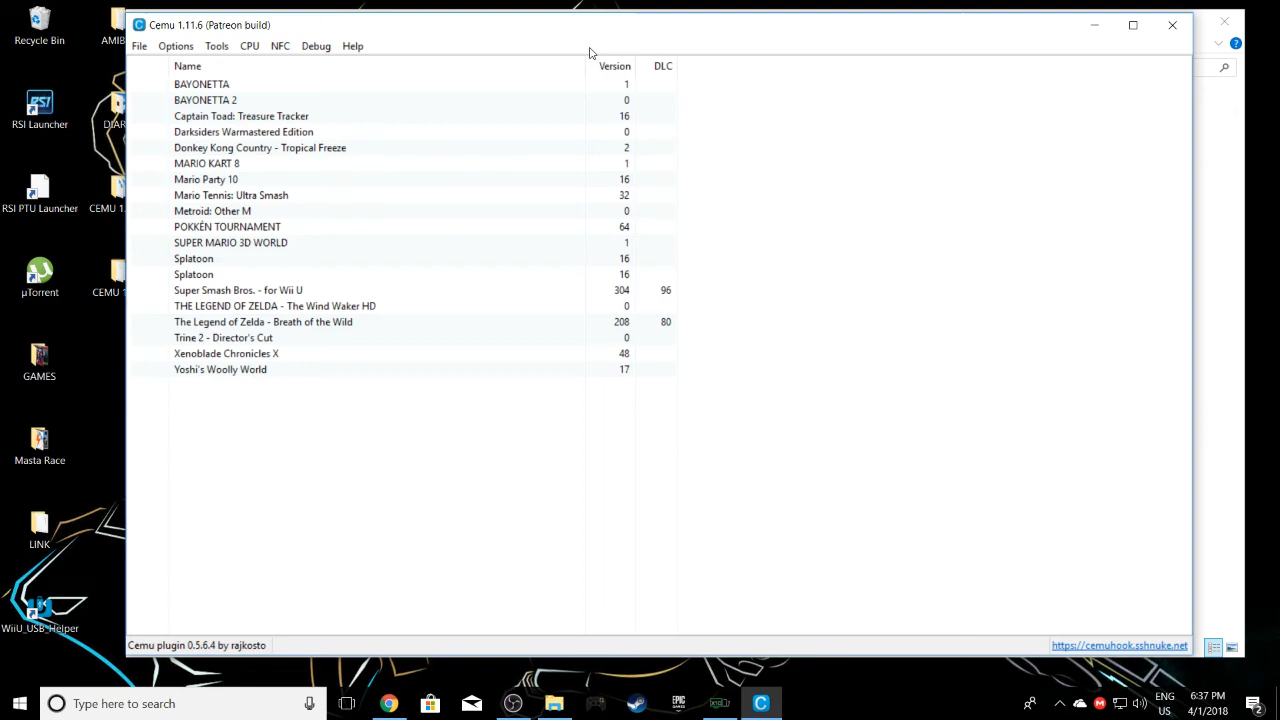 Recycle Bin
AMIB
RSI Launcher
DIAR
RSI PTU Launcher
CEMU 1.
µTorrent
CEMU 1
GAMES
Masta Race
LINK
WiiU_USB_Helper
Cemu 1.11.6 (Patreon build)
File Options Tools CPU NFC Debug Help
Name Version DLC
BAYONETTA 1
BAYONETTA 2 0
Captain Toad: Treasure Tracker 16
Darksiders Warmastered Edition 0
Donkey Kong Country - Tropical Freeze 2
MARIO KART 8 1
Mario Party 10 16
Mario Tennis: Ultra Smash 32
Metroid: Other M 0
POKKÉN TOURNAMENT 64
SUPER MARIO 3D WORLD 1
Splatoon 16
Splatoon 16
Super Smash Bros. - for Wii U 304 96
THE LEGEND OF ZELDA - The Wind Waker HD 0
The Legend of Zelda - Breath of the Wild 208 80
Trine 2 - Director's Cut 0
Xenoblade Chronicles X 48
Yoshi's Woolly World 17
Cemu plugin 0.5.6.4 by rajkosto
https://cemuhook.sshnuke.net
Type here to search
ENG 6:37 PM
US 4/1/2018
2